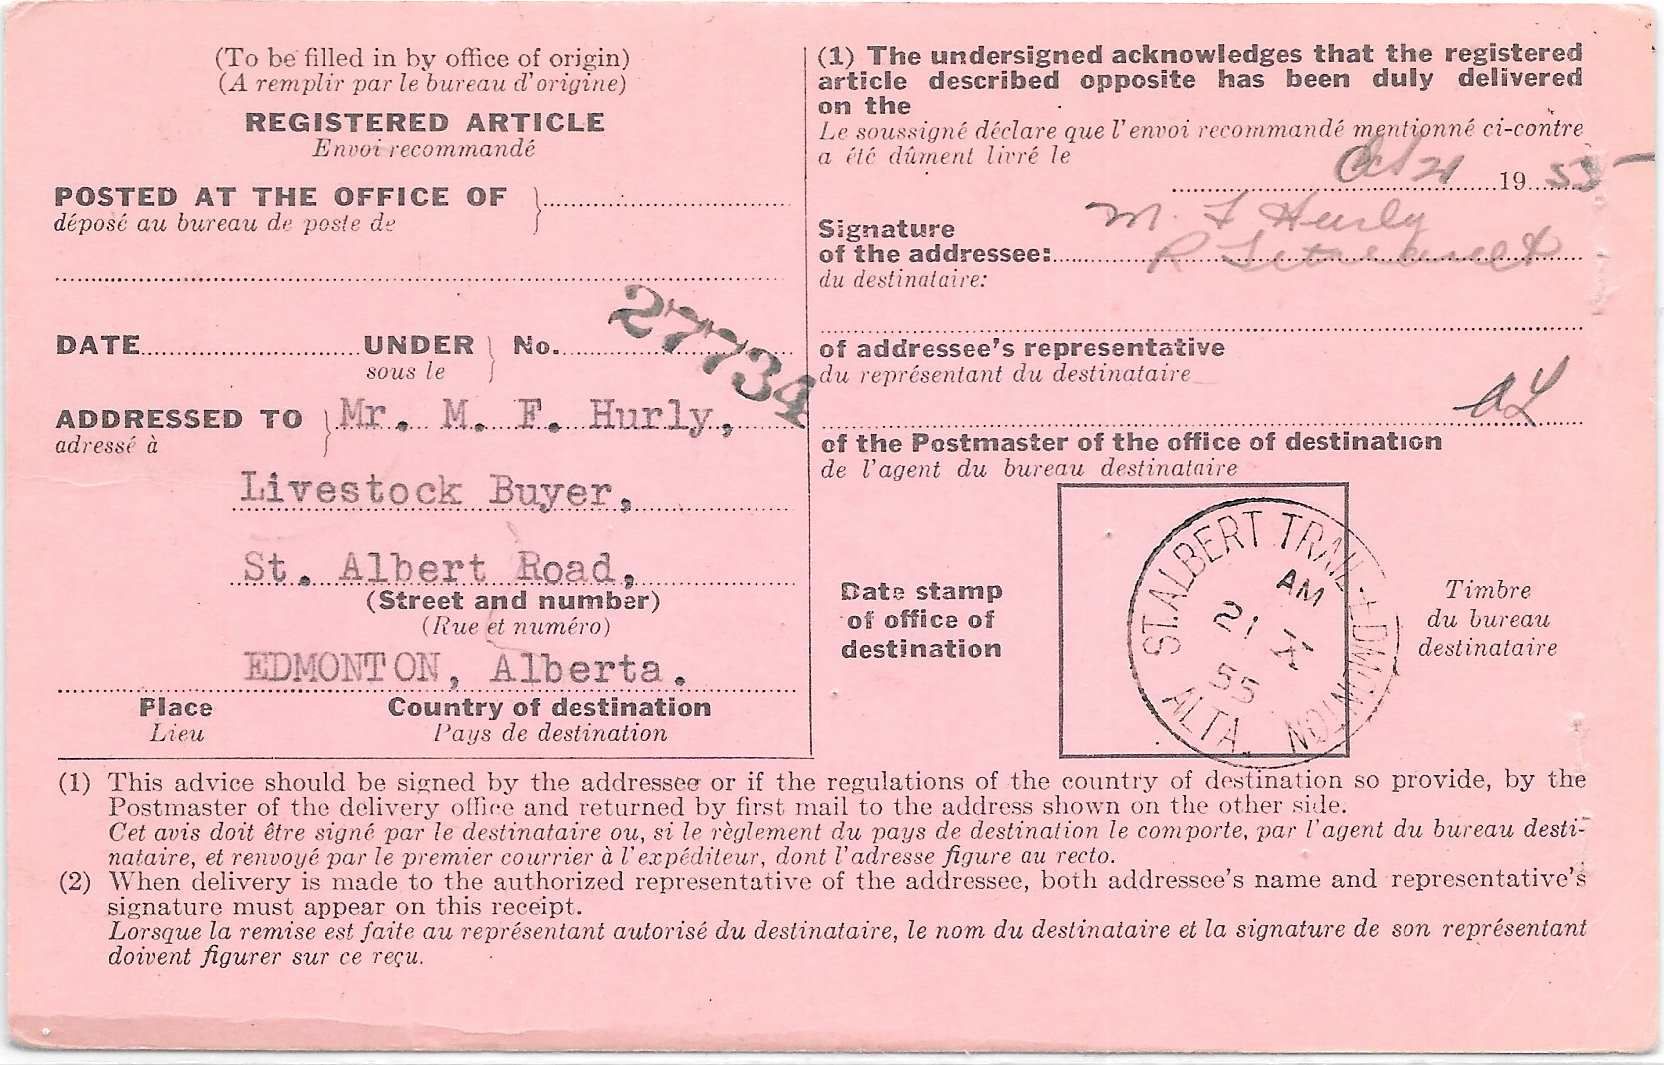 (To be filled in by office of origin)
(A remplir par le bureau d'origine)
REGISTERED ARTICLE
Envoi recommandé
POSTED AT THE OFFICE OF
déposé au bureau de poste de
DATE UNDER No. 27734
sous le
ADDRESSED TO Mr. M. F. Hurly,
adressé à
Livestock Buyer,
St. Albert Road,
(Street and number)
(Rue et numéro)
EDMONTON, Alberta.
Place Country of destination
Lieu Pays de destination
(1) The undersigned acknowledges that the registered
article described opposite has been duly delivered
on the
Le soussigné déclare que l'envoi recommandé mentionné ci-contre
a été dûment livré le
Oct 21 1955
Signature M. F Hurly
of the addressee: R
du destinataire:
of addressee's representative
du représentant du destinataire
of the Postmaster of the office of destination
de l'agent du bureau destinataire
Date stamp
of office of
destination
ST. ALBERT TRAIL-EDMONTON
AM
21 X
55
ALTA.
Timbre
du bureau
destinataire
(1) This advice should be signed by the addressee or if the regulations of the country of destination so provide, by the
Postmaster of the delivery office and returned by first mail to the address shown on the other side.
Cet avis doit être signé par le destinataire ou, si le règlement du pays de destination le comporte, par l'agent du bureau desti-
nataire, et renvoyé par le premier courrier à l'expéditeur, dont l'adresse figure au recto.
(2) When delivery is made to the authorized representative of the addressee, both addressee's name and representative's
signature must appear on this receipt.
Lorsque la remise est faite au représentant autorisé du destinataire, le nom du destinataire et la signature de son représentant
doivent figurer sur ce reçu.